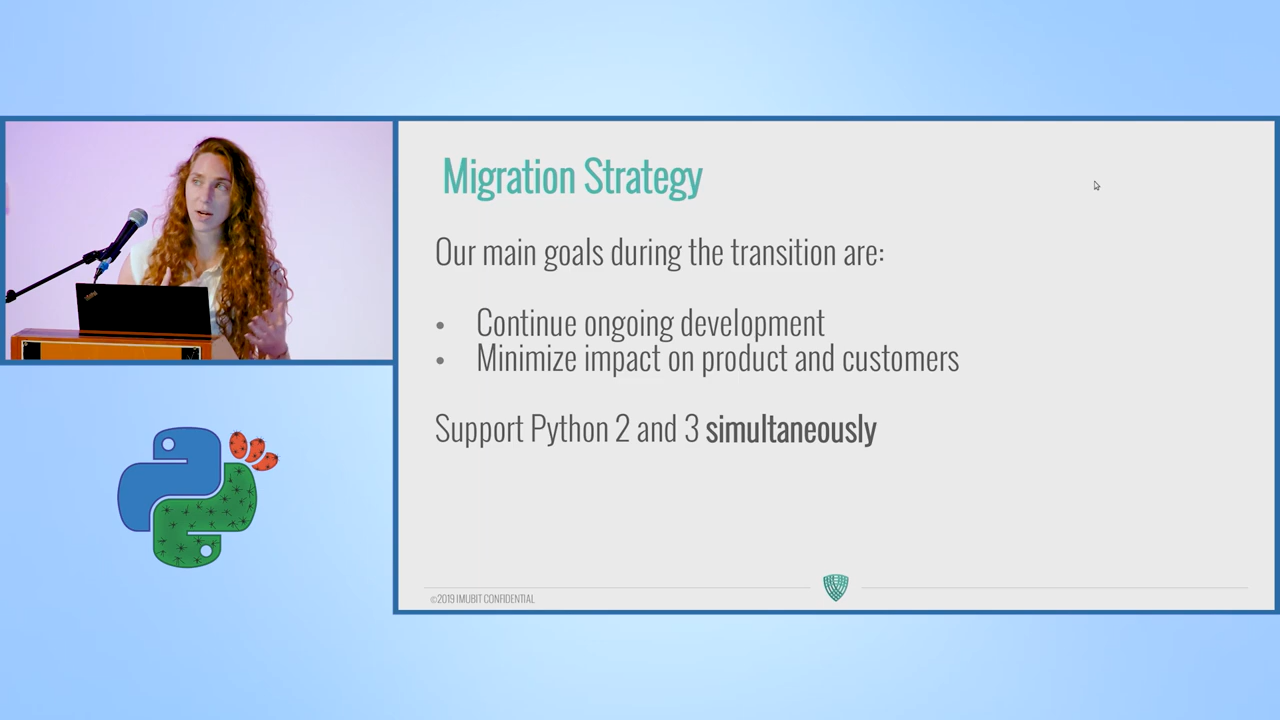 Migration Strategy
Our main goals during the transition are:
• Continue ongoing development
• Minimize impact on product and customers
Support Python 2 and 3 simultaneously
©2019 IMUBIT CONFIDENTIAL